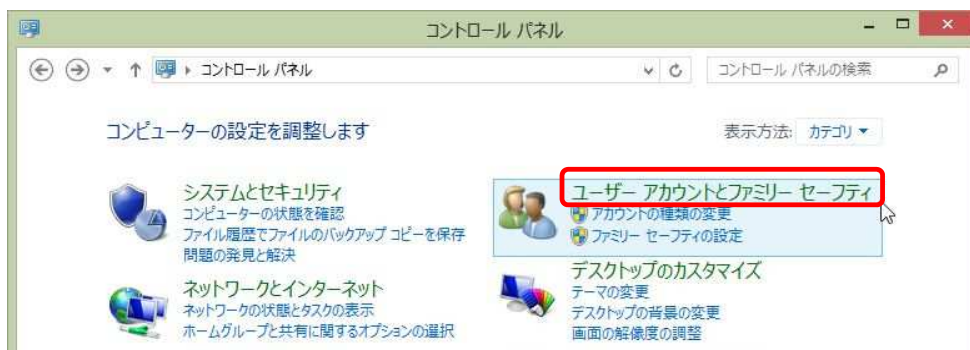 コントロール パネル
コントロール パネル
コントロール パネルの検索
コンピューターの設定を調整します
表示方法: カテゴリ
システムとセキュリティ
コンピューターの状態を確認
ファイル履歴でファイルのバックアップ コピーを保存
問題の発見と解決
ネットワークとインターネット
ネットワークの状態とタスクの表示
ホームグループと共有に関するオプションの選択
ユーザー アカウントとファミリー セーフティ
アカウントの種類の変更
ファミリー セーフティの設定
デスクトップのカスタマイズ
テーマの変更
デスクトップの背景の変更
画面の解像度の調整